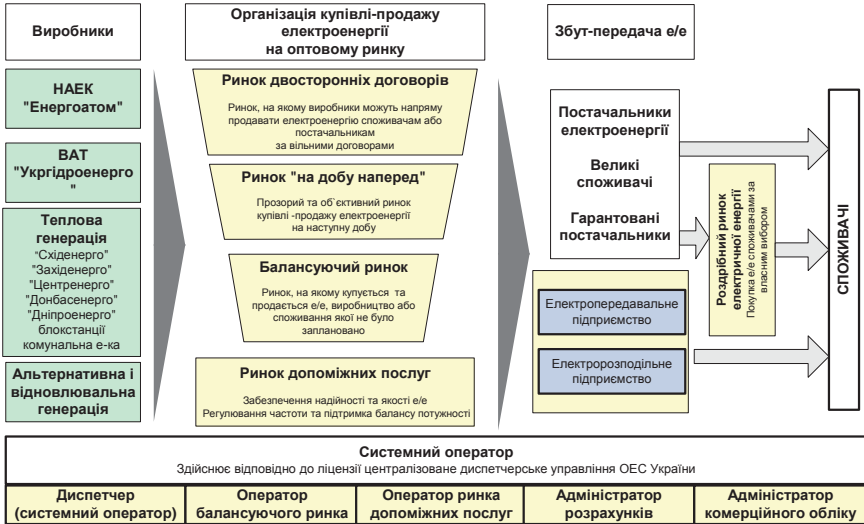 Виробники
Організація купівлі-продажу
електроенергії
на оптовому ринку
Збут-передача е/е
НАЕК
"Енергоатом"
ВАТ
"Укргідроенерго
"
Теплова
генерація
"Східенерго"
"Західенерго"
"Центренерго"
"Донбасенерго"
"Дніпроенерго"
блокстанції
комунальна е-ка
Альтернативна і
відновлювальна
генерація
Ринок двосторонніх договорів
Ринок, на якому виробники можуть напряму
продавати електроенергію споживачам або
постачальникам
за вільними договорами
Ринок "на добу наперед"
Прозорий та об`єктивний ринок
купівлі -продажу електроенергії
на наступну добу
Балансуючий ринок
Ринок, на якому купується та
продається е/е, виробництво або
споживання якої не було
заплановано
Ринок допоміжних послуг
Забезпечення надійності та якості е/е
Регулювання частоти та підтримка балансу потужності
Постачальники
електроенергії
Великі
споживачі
Гарантовані
постачальники
Електропередавальне
підприємство
Електророзподільне
підприємство
Роздрібний ринок
електричної енергії
Покупка е/е споживачами за
власним вибором
СПОЖИВАЧІ
Системний оператор
Здійснює відповідно до ліцензії централізоване диспетчерське управління ОЕС України
Диспетчер
(системний оператор)
Оператор
балансуючого ринка
Оператор ринка
допоміжних послуг
Адміністратор
розрахунків
Адміністратор
комерційного обліку